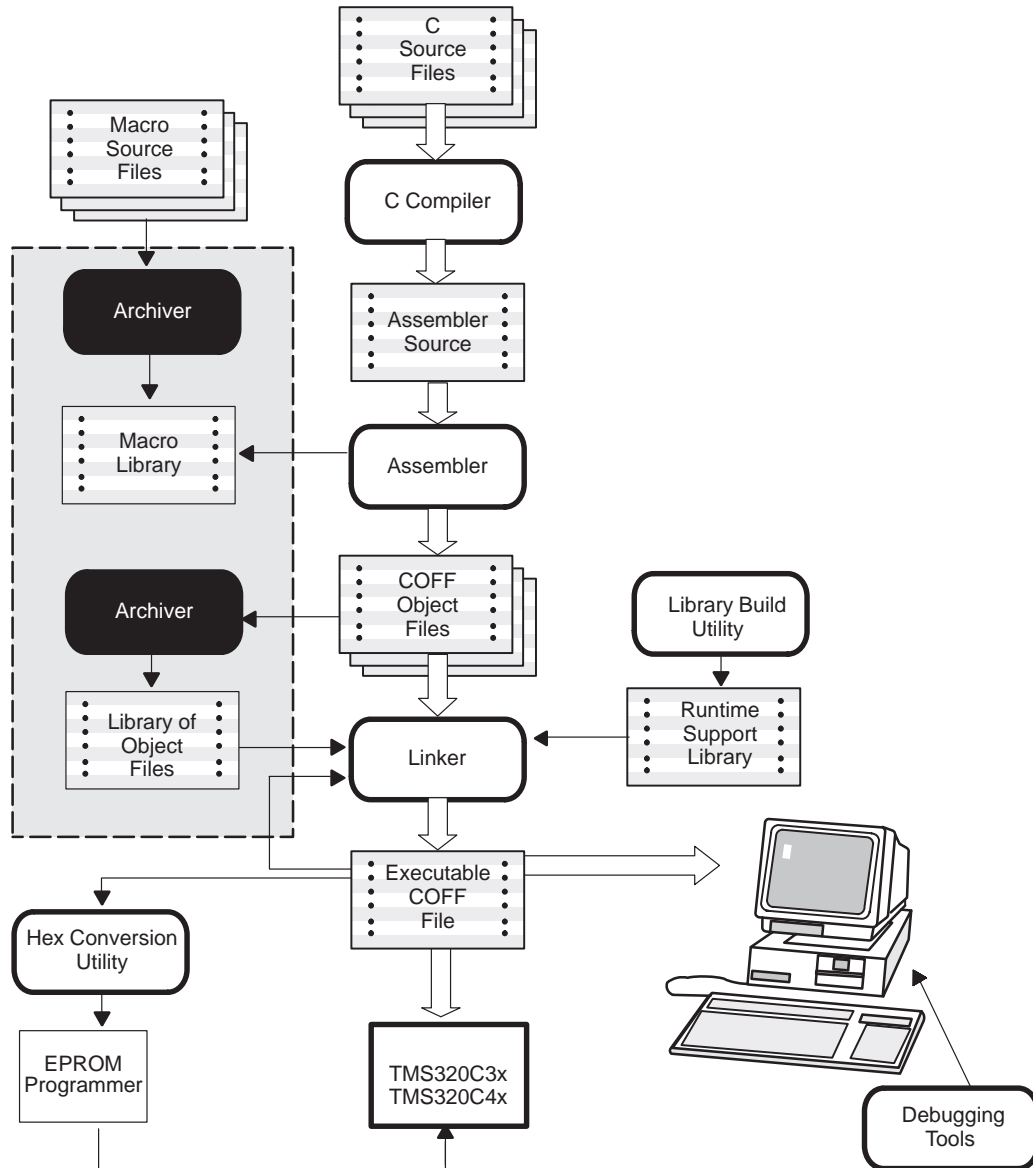 C
Source
Files
Macro
Source
Files
C Compiler
Archiver
Assembler
Source
Macro
Library
Assembler
Archiver
COFF
Object
Files
Library Build
Utility
Library of
Object
Files
Linker
Runtime
Support
Library
Executable
COFF
File
Hex Conversion
Utility
EPROM
Programmer
TMS320C3x
TMS320C4x
Debugging
Tools